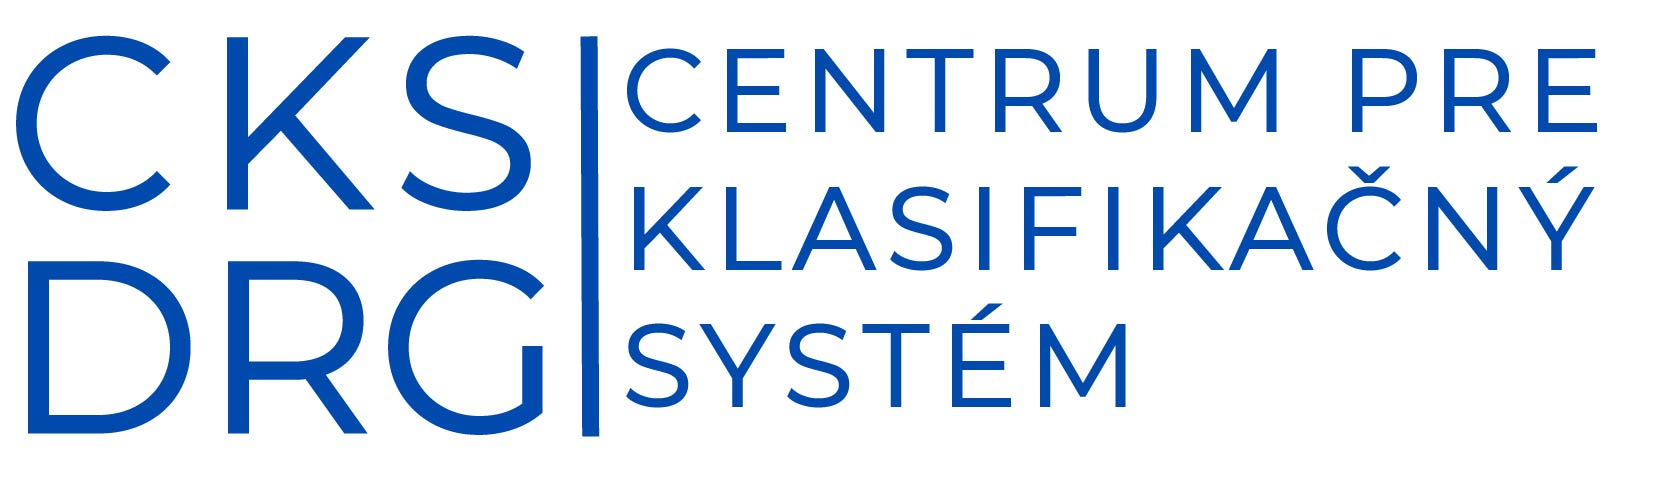 CKS
DRG
CENTRUM PRE
KLASIFIKAČNÝ
SYSTÉM